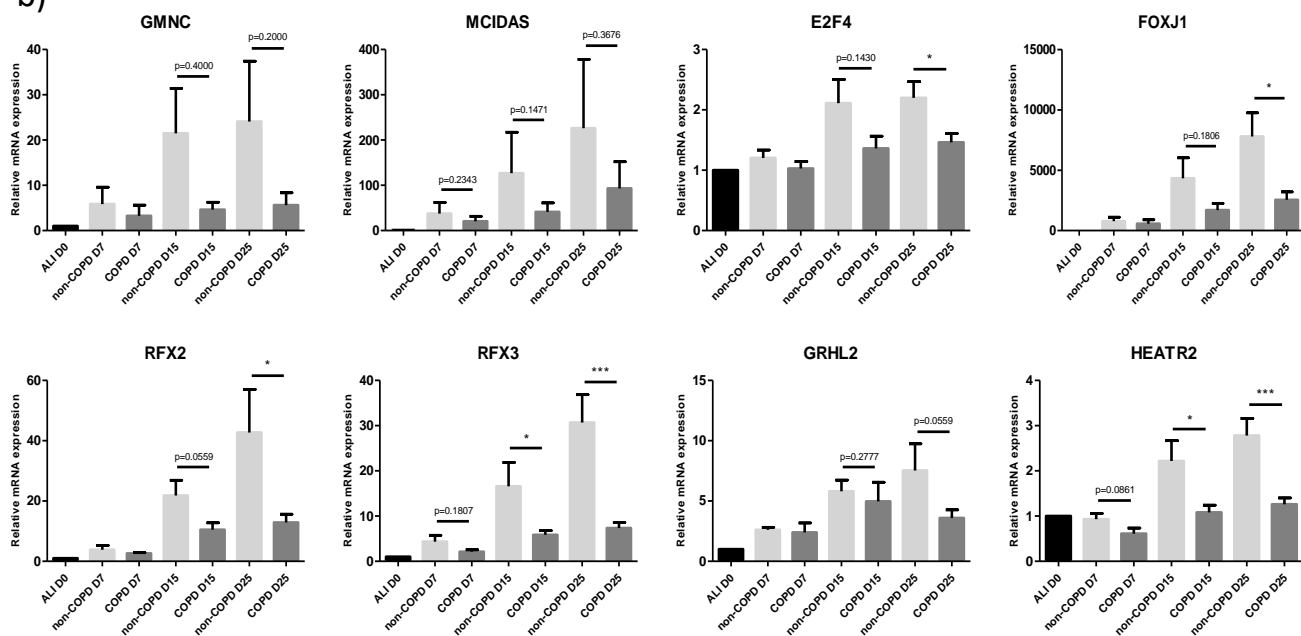 b)
GMNC
Relative mRNA expression
40
30
20
10
0
p=0.4000
p=0.2000
ALI D0
non-COPD D7
COPD D7
non-COPD D15
COPD D15
non-COPD D25
COPD D25
MCIDAS
Relative mRNA expression
400
300
200
100
0
p=0.2343
p=0.1471
p=0.3676
ALI D0
non-COPD D7
COPD D7
non-COPD D15
COPD D15
non-COPD D25
COPD D25
E2F4
Relative mRNA expression
3
2
1
0
p=0.1430
*
ALI D0
non-COPD D7
COPD D7
non-COPD D15
COPD D15
non-COPD D25
COPD D25
FOXJ1
Relative mRNA expression
15000
10000
5000
0
p=0.1806
*
ALI D0
non-COPD D7
COPD D7
non-COPD D15
COPD D15
non-COPD D25
COPD D25
RFX2
Relative mRNA expression
60
40
20
0
p=0.0559
*
ALI D0
non-COPD D7
COPD D7
non-COPD D15
COPD D15
non-COPD D25
COPD D25
RFX3
Relative mRNA expression
40
30
20
10
0
p=0.1807
*
***
ALI D0
non-COPD D7
COPD D7
non-COPD D15
COPD D15
non-COPD D25
COPD D25
GRHL2
Relative mRNA expression
15
10
5
0
p=0.2777
p=0.0559
ALI D0
non-COPD D7
COPD D7
non-COPD D15
COPD D15
non-COPD D25
COPD D25
HEATR2
Relative mRNA expression
4
3
2
1
0
p=0.0861
*
***
ALI D0
non-COPD D7
COPD D7
non-COPD D15
COPD D15
non-COPD D25
COPD D25